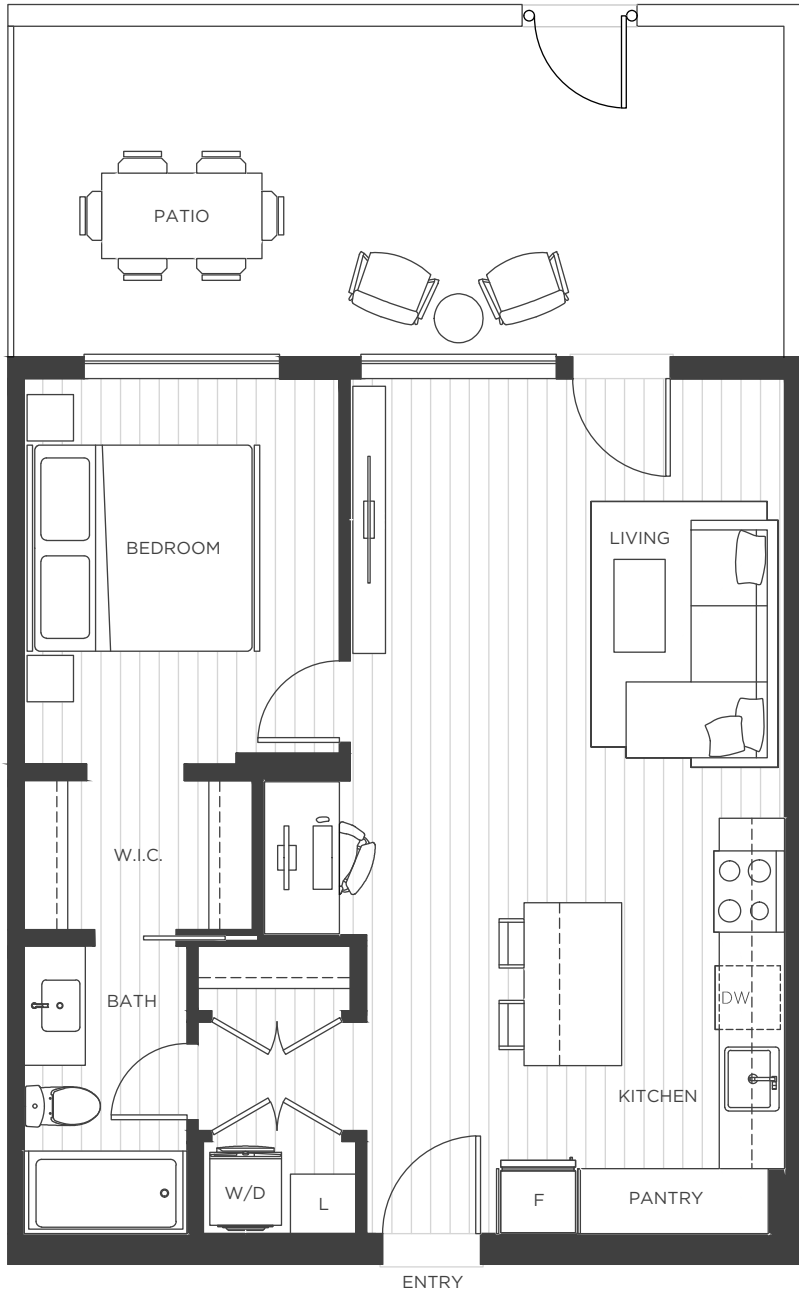 PATIO
BEDROOM
LIVING
W.I.C.
BATH
DW
KITCHEN
W/D
L
F
PANTRY
ENTRY